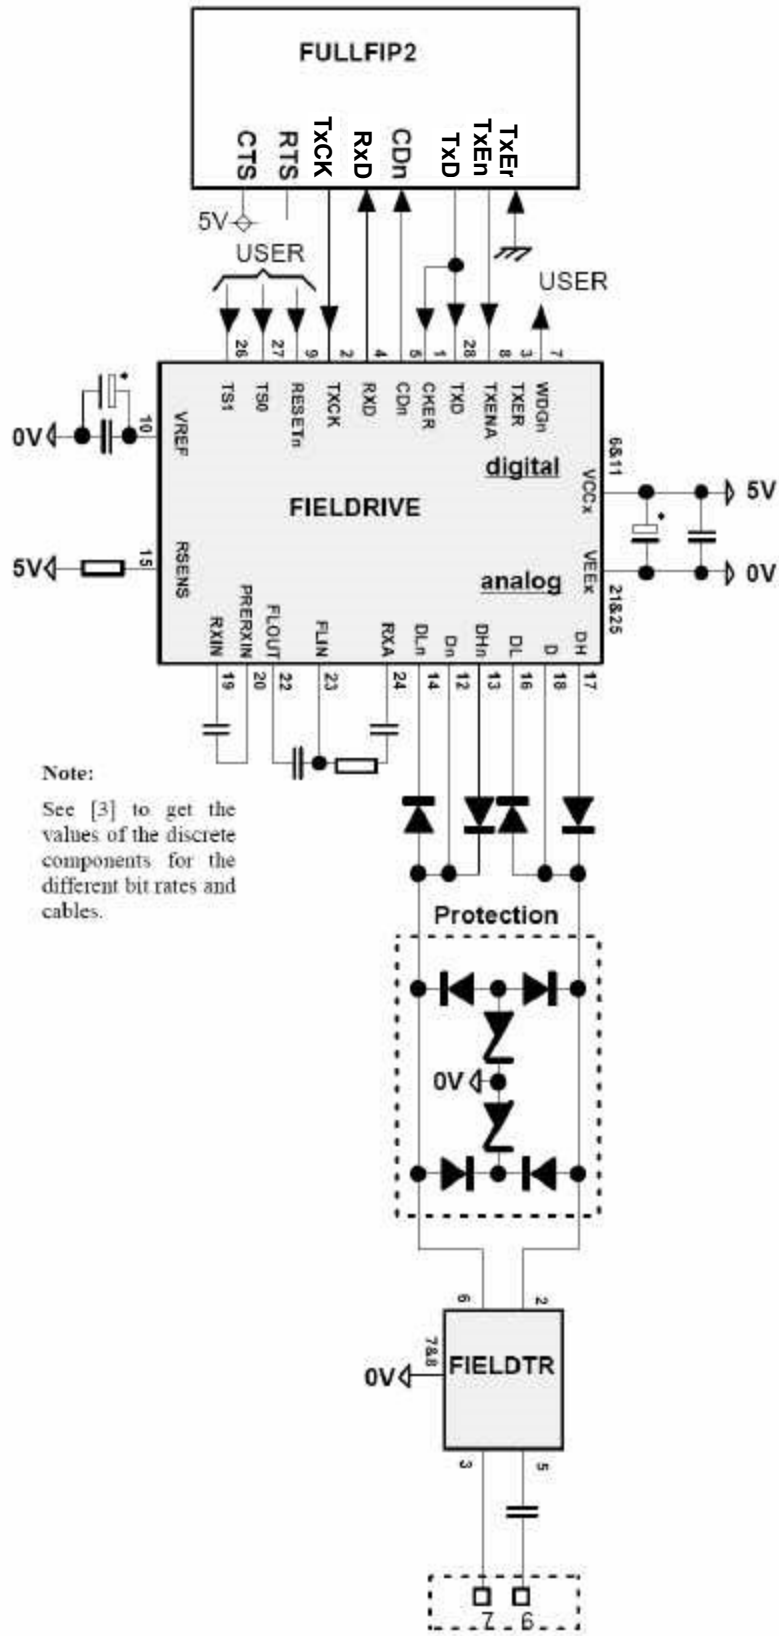 FULLFIP2
CTS
RTS
TxCK
RxD
CDn
TxD
TxEn
TxEr
5V
USER
USER
26
27
9
2
4
5
1
28
8
3
7
TS1
TS0
RESETn
TXCK
RXD
CDn
CKER
TXD
TXENA
TXER
WDGn
0V
10
VREF
digital
6&11
VCCx
5V
FIELDRIVE
5V
15
RSENS
analog
VEEx
21&25
0V
RXIN
PRERXIN
FLOUT
FLIN
RXA
DLn
Dn
DHn
DL
D
DH
19
20
22
23
24
14
12
13
16
18
17
Note:
See [3] to get the
values of the discrete
components for the
different bit rates and
cables.
Protection
0V
6
2
7&8
0V
FIELDTR
3
5
7
6